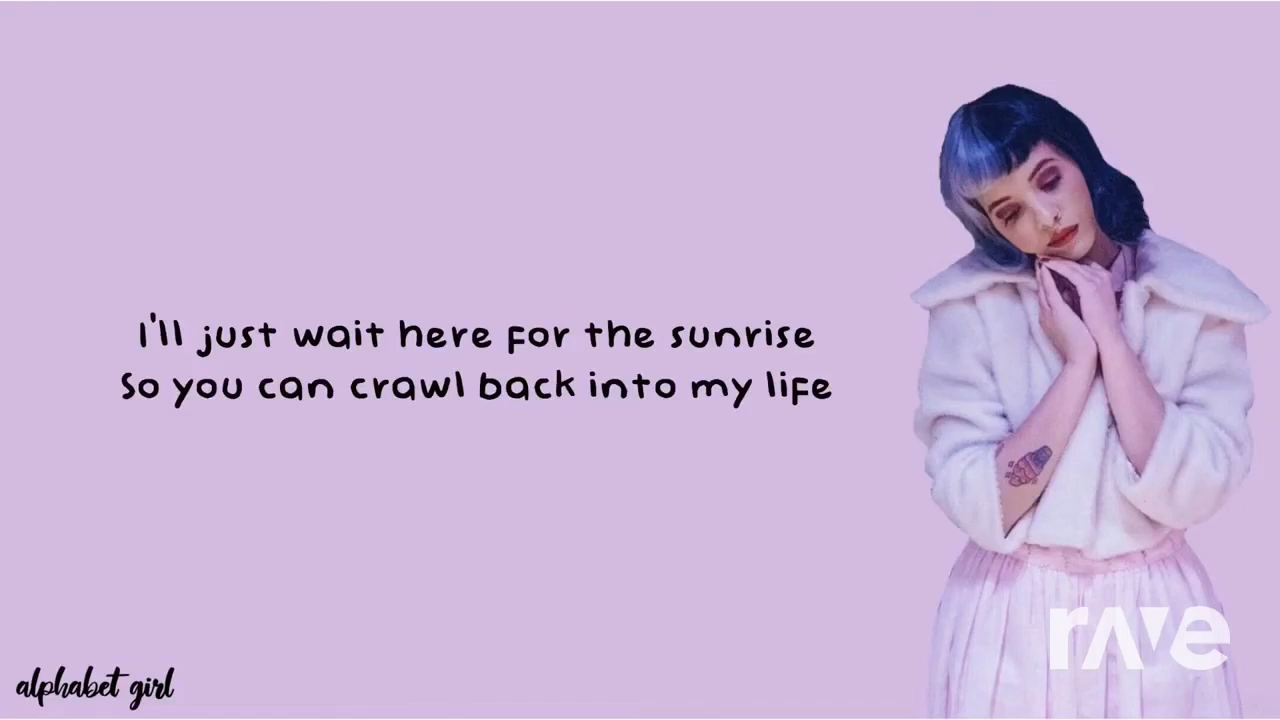 I'll just wait here for the sunrise
So you can crawl back into my life
rave
alphabet girl